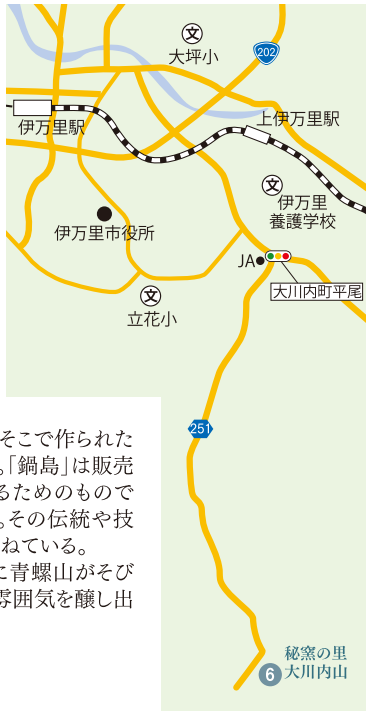 文
大坪小
202
伊万里駅
上伊万里駅
文
伊万里
養護学校
伊万里市役所
JA
大川内町平尾
文
立花小
251
そこで作られた
。「鍋島」は販売
るためのもので
。その伝統や技
ねている。
に青螺山がそび
雰囲気を醸し出
6
秘窯の里
大川内山